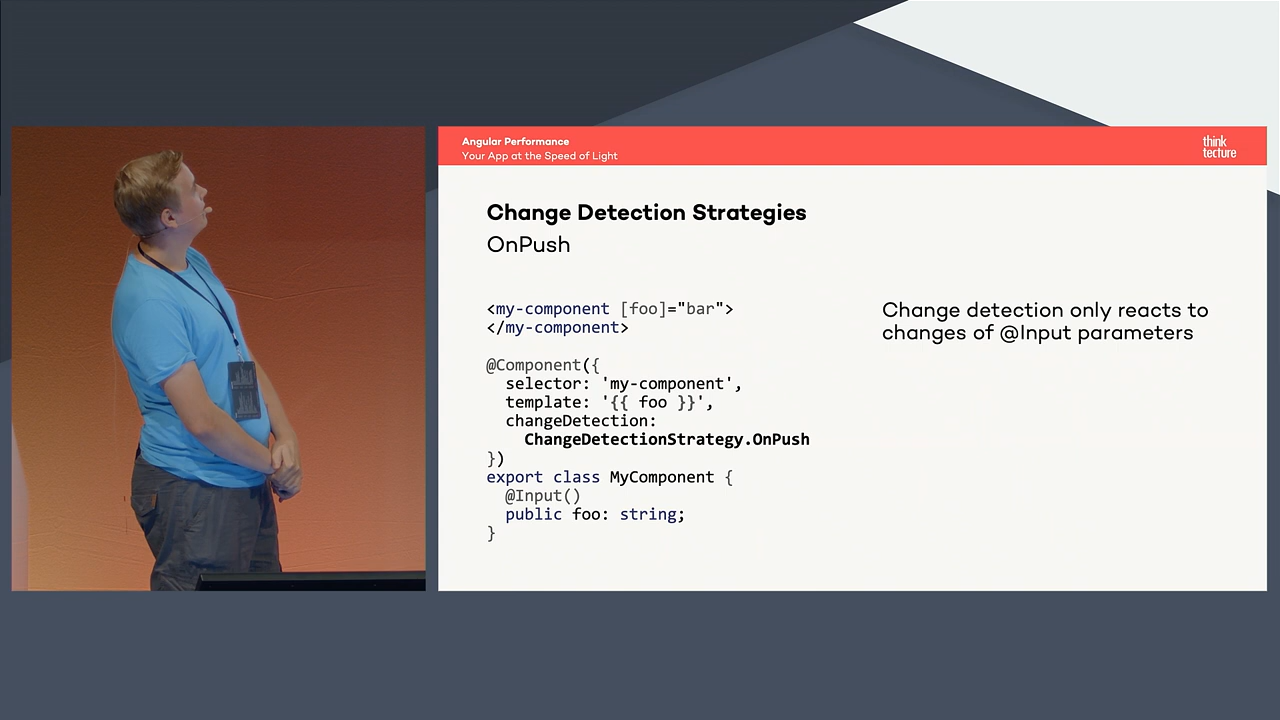 Angular Performance
Your App at the Speed of Light
think
tecture
Change Detection Strategies
OnPush
<my-component [foo]="bar">
</my-component>
@Component({
  selector: 'my-component',
  template: '{{ foo }}',
  changeDetection:
    ChangeDetectionStrategy.OnPush
})
export class MyComponent {
  @Input()
  public foo: string;
}
Change detection only reacts to
changes of @Input parameters